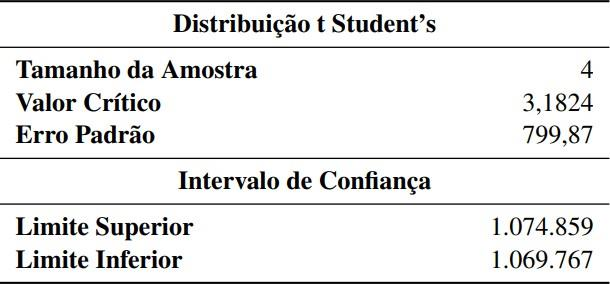 Distribuição t Student’s
Tamanho da Amostra 4
Valor Crítico 3,1824
Erro Padrão 799,87
Intervalo de Confiança
Limite Superior 1.074.859
Limite Inferior 1.069.767